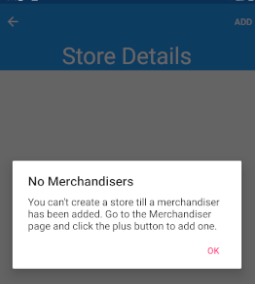 ADD
Store Details
No Merchandisers
You can't create a store till a merchandiser
has been added. Go to the Merchandiser
page and click the plus button to add one.
OK